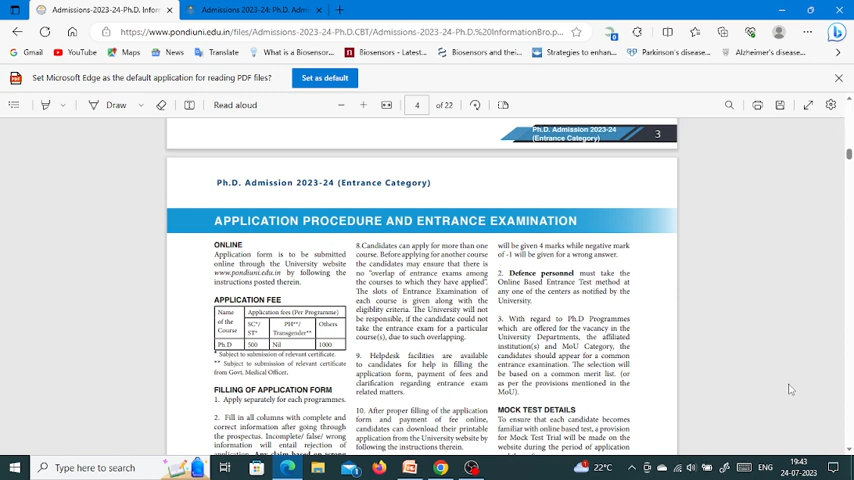 Admissions-2023-24-Ph.D. Inform
Admissions 2023-24: Ph.D. Adm
https://www.pondiuni.edu.in/files/Admissions-2023-24-Ph.D.CBT/Admissions-2023-24-Ph.D.%20InformationBro.p...
Gmail
YouTube
Maps
News
Translate
What is a Biosensor...
Biosensors - Latest...
Biosensors and thei...
Strategies to enhan...
Parkinson's disease...
Alzheimer's disease...
Set Microsoft Edge as the default application for reading PDF files?
Set as default
Draw
Read aloud
4
of 22
Ph.D. Admission 2023-24
(Entrance Category)
3
Ph.D. Admission 2023-24 (Entrance Category)
APPLICATION PROCEDURE AND ENTRANCE EXAMINATION
ONLINE
Application form is to be submitted
online through the University website
www.pondiuni.edu.in by following the
instructions posted therein.
APPLICATION FEE
Name of the Course
Application fees (Per Programme)
SC*/ ST*
PH**/ Transgender**
Others
Ph.D 500 Nil 1000
* Subject to submission of relevant certificate.
** Subject to submission of relevant certificate
from Govt. Medical Officer.
FILLING OF APPLICATION FORM
1. Apply separately for each programmes.
2. Fill in all columns with complete and
correct information after going through
the prospectus. Incomplete/ false/ wrong
information will entail rejection of
application. Any claim based on wrong
8.Candidates can apply for more than one
course. Before applying for another course
the candidates may ensure that there is
no "overlap of entrance exams among
the courses to which they have applied".
The slots of Entrance Examination of
each course is given along with the
eligiblity criteria. The University will not
be responsible, if the candidate could not
take the entrance exam for a particular
course(s), due to such overlapping.
9. Helpdesk facilities are available
to candidates for help in filling the
application form, payment of fees and
clarification regarding entrance exam
related matters.
10. After proper filling of the application
form and payment of fee online,
candidates can download their printable
application from the University website by
following the instructions therein.
will be given 4 marks while negative mark
of -1 will be given for a wrong answer.
2. Defence personnel must take the
Online Based Entrance Test method at
any one of the centers as notified by the
University.
3. With regard to Ph.D Programmes
which are offered for the vacancy in the
University Departments, the affiliated
institution(s) and MoU Category, the
candidates should appear for a common
entrance examination. The selection will
be based on a common merit list. (or
as per the provisions mentioned in the
MoU).
MOCK TEST DETAILS
To ensure that each candidate becomes
familiar with online based test, a provision
for Mock Test Trial will be made on the
website during the period of application
Type here to search
22°C
ENG
19:43
24-07-2023